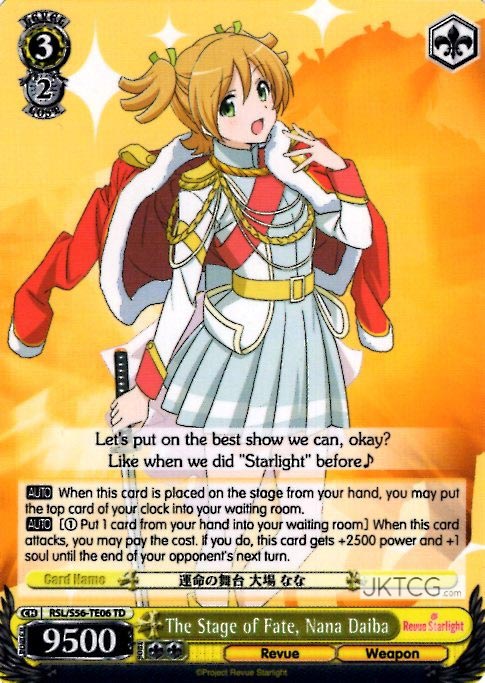 LEVEL
3
2
COST
Let's put on the best show we can, okay?
Like when we did "Starlight" before♪
AUTO When this card is placed on the stage from your hand, you may put
the top card of your clock into your waiting room.
AUTO [① Put 1 card from your hand into your waiting room] When this card
attacks, you may pay the cost. If you do, this card gets +2500 power and +1
soul until the end of your opponent's next turn.
Card Name
運命の舞台 大場 なな
JKTCG.com
CH RSL/S56-TE06 TD
POWER
9500
SOUL
The Stage of Fate, Nana Daiba
Revue Starlight
Revue
Weapon
©Project Revue Starlight